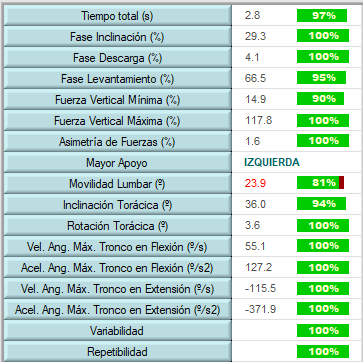 Tiempo total (s) 2.8 97%
Fase Inclinación (%) 29.3 100%
Fase Descarga (%) 4.1 100%
Fase Levantamiento (%) 66.5 95%
Fuerza Vertical Mínima (%) 14.9 90%
Fuerza Vertical Máxima (%) 117.8 100%
Asimetría de Fuerzas (%) 1.6 100%
Mayor Apoyo IZQUIERDA
Movilidad Lumbar (º) 23.9 81%
Inclinación Torácica (º) 36.0 94%
Rotación Torácica (º) 3.6 100%
Vel. Ang. Máx. Tronco en Flexión (º/s) 55.1 100%
Acel. Ang. Máx. Tronco en Flexión (º/s2) 127.2 100%
Vel. Ang. Máx. Tronco en Extensión (º/s) -115.5 100%
Acel. Ang. Máx. Tronco en Extensión (º/s2) -371.9 100%
Variabilidad 100%
Repetibilidad 100%